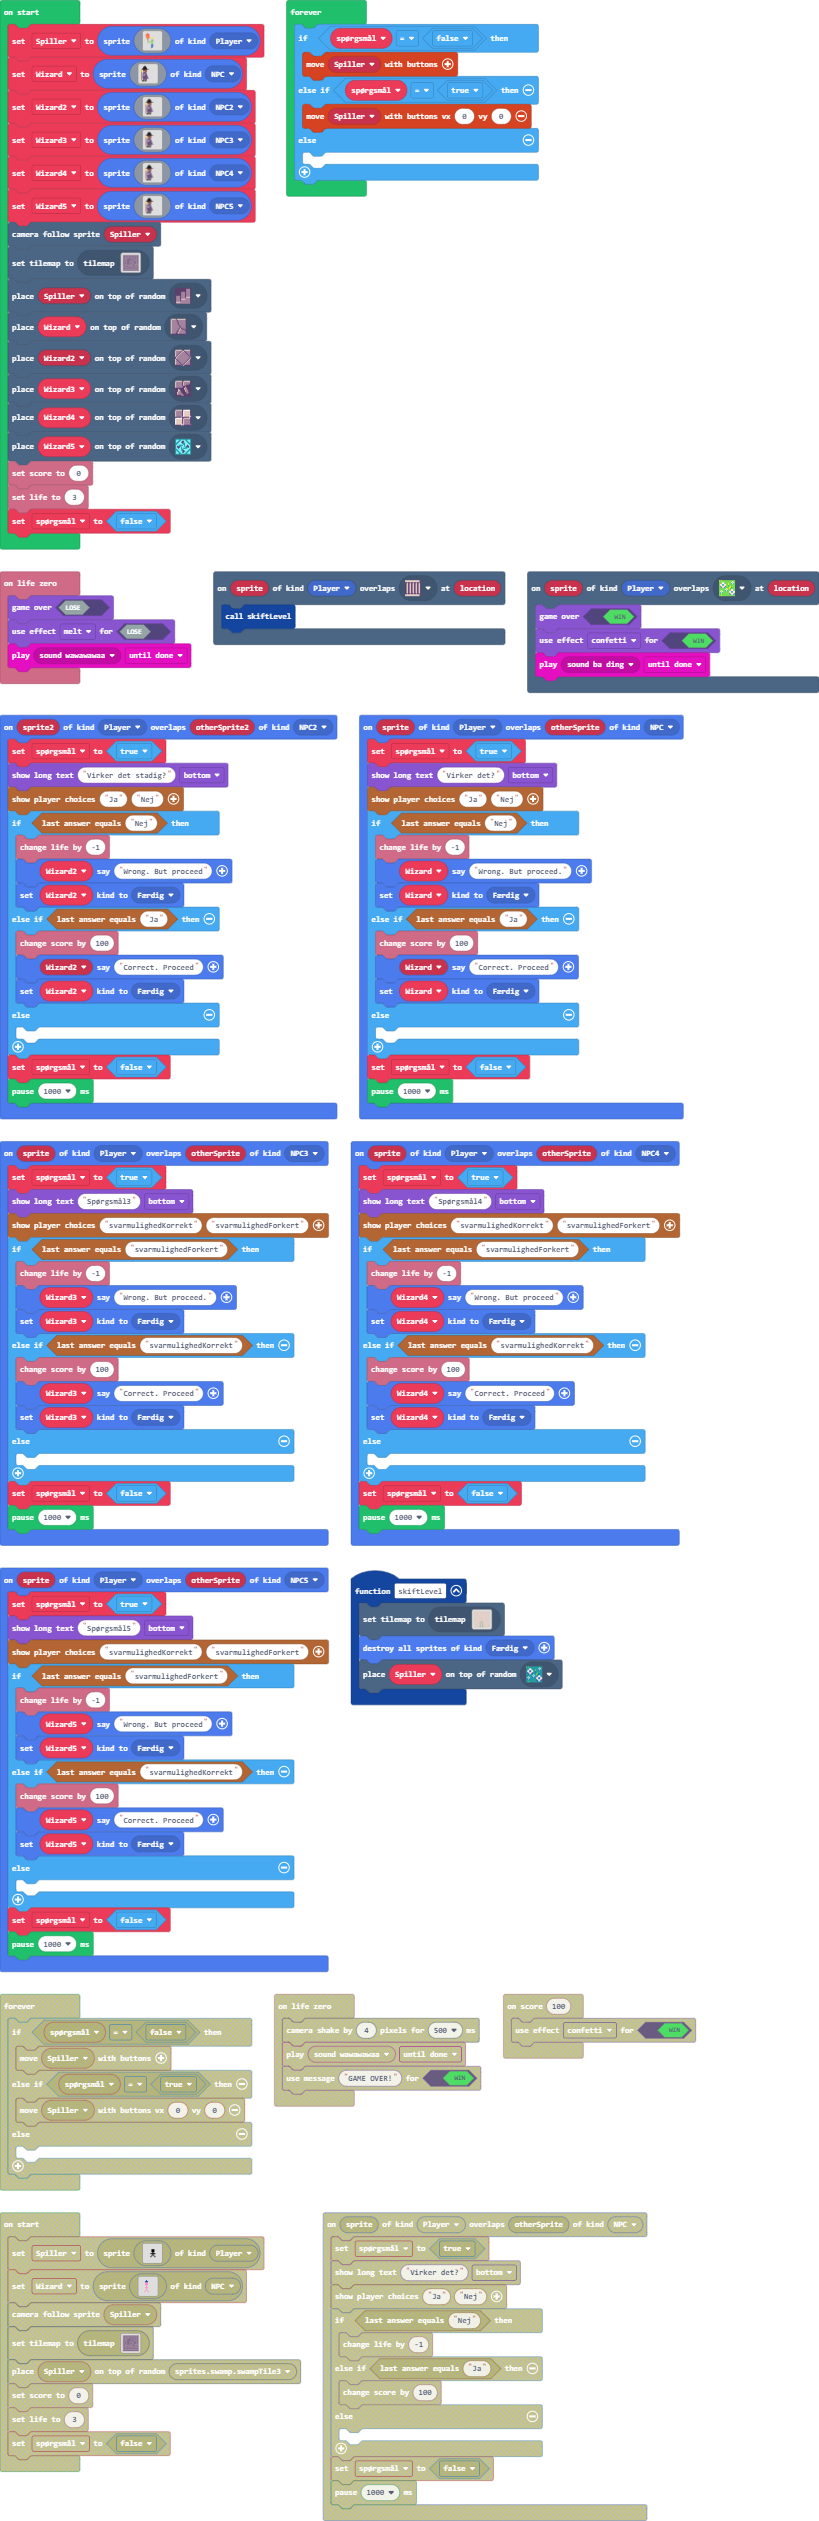 on start
set Spiller to sprite of kind Player
set Wizard to sprite of kind NPC
set Wizard2 to sprite of kind NPC2
set Wizard3 to sprite of kind NPC3
set Wizard4 to sprite of kind NPC4
set Wizard5 to sprite of kind NPC5
camera follow sprite Spiller
set tilemap to tilemap
place Spiller on top of random
place Wizard on top of random
place Wizard2 on top of random
place Wizard3 on top of random
place Wizard4 on top of random
place Wizard5 on top of random
set score to 0
set life to 3
set spørgsmål to false
forever
if spørgsmål = false then
move Spiller with buttons
else if spørgsmål = true then
move Spiller with buttons vx 0 vy 0
else
on life zero
game over LOSE
use effect melt for LOSE
play sound wawawawaa until done
on sprite of kind Player overlaps at location
call skiftLevel
on sprite of kind Player overlaps at location
game over WIN
use effect confetti for WIN
play sound ba ding until done
on sprite2 of kind Player overlaps otherSprite2 of kind NPC2
set spørgsmål to true
show long text "Virker det stadig?" bottom
show player choices "Ja" "Nej"
if last answer equals "Nej" then
change life by -1
Wizard2 say "Wrong. But proceed"
set Wizard2 kind to Færdig
else if last answer equals "Ja" then
change score by 100
Wizard2 say "Correct. Proceed"
set Wizard2 kind to Færdig
else
set spørgsmål to false
pause 1000 ms
on sprite of kind Player overlaps otherSprite of kind NPC
set spørgsmål to true
show long text "Virker det?" bottom
show player choices "Ja" "Nej"
if last answer equals "Nej" then
change life by -1
Wizard say "Wrong. But proceed."
set Wizard kind to Færdig
else if last answer equals "Ja" then
change score by 100
Wizard say "Correct. Proceed"
set Wizard kind to Færdig
else
set spørgsmål to false
pause 1000 ms
on sprite of kind Player overlaps otherSprite of kind NPC3
set spørgsmål to true
show long text "Spørgsmål3" bottom
show player choices "svarmulighedKorrekt" "svarmulighedForkert"
if last answer equals "svarmulighedForkert" then
change life by -1
Wizard3 say "Wrong. But proceed."
set Wizard3 kind to Færdig
else if last answer equals "svarmulighedKorrekt" then
change score by 100
Wizard3 say "Correct. Proceed"
set Wizard3 kind to Færdig
else
set spørgsmål to false
pause 1000 ms
on sprite of kind Player overlaps otherSprite of kind NPC4
set spørgsmål to true
show long text "Spørgsmål4" bottom
show player choices "svarmulighedKorrekt" "svarmulighedForkert"
if last answer equals "svarmulighedForkert" then
change life by -1
Wizard4 say "Wrong. But proceed"
set Wizard4 kind to Færdig
else if last answer equals "svarmulighedKorrekt" then
change score by 100
Wizard4 say "Correct. Proceed"
set Wizard4 kind to Færdig
else
set spørgsmål to false
pause 1000 ms
on sprite of kind Player overlaps otherSprite of kind NPC5
set spørgsmål to true
show long text "Spørgsmål5" bottom
show player choices "svarmulighedKorrekt" "svarmulighedForkert"
if last answer equals "svarmulighedForkert" then
change life by -1
Wizard5 say "Wrong. But proceed"
set Wizard5 kind to Færdig
else if last answer equals "svarmulighedKorrekt" then
change score by 100
Wizard5 say "Correct. Proceed"
set Wizard5 kind to Færdig
else
set spørgsmål to false
pause 1000 ms
function skiftLevel
set tilemap to tilemap
destroy all sprites of kind Færdig
place Spiller on top of random
forever
if spørgsmål = false then
move Spiller with buttons
else if spørgsmål = true then
move Spiller with buttons vx 0 vy 0
else
on life zero
camera shake by 4 pixels for 500 ms
play sound wawawawaa until done
use message "GAME OVER!" for WIN
on score 100
use effect confetti for WIN
on start
set Spiller to sprite of kind Player
set Wizard to sprite of kind NPC
camera follow sprite Spiller
set tilemap to tilemap
place Spiller on top of random sprites.swamp.swampTile3
set score to 0
set life to 3
set spørgsmål to false
on sprite of kind Player overlaps otherSprite of kind NPC
set spørgsmål to true
show long text "Virker det?" bottom
show player choices "Ja" "Nej"
if last answer equals "Nej" then
change life by -1
else if last answer equals "Ja" then
change score by 100
else
set spørgsmål to false
pause 1000 ms